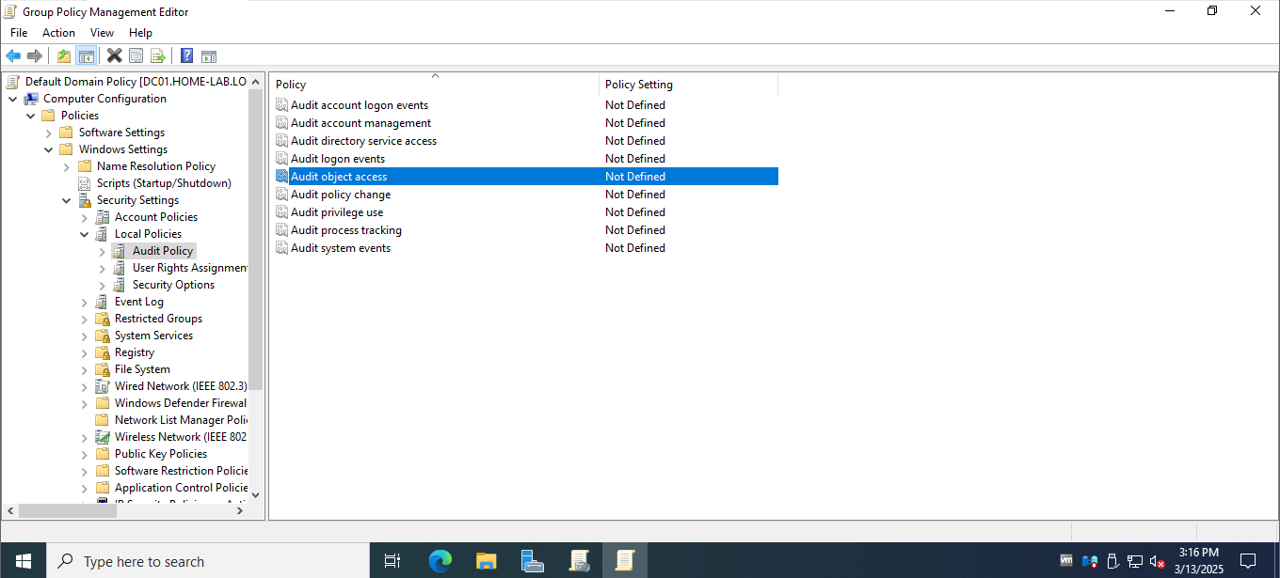 Group Policy Management Editor
File Action View Help
Default Domain Policy [DC01.HOME-LAB.LO
Computer Configuration
Policies
Software Settings
Windows Settings
Name Resolution Policy
Scripts (Startup/Shutdown)
Security Settings
Account Policies
Local Policies
Audit Policy
User Rights Assignmen
Security Options
Event Log
Restricted Groups
System Services
Registry
File System
Wired Network (IEEE 802.3)
Windows Defender Firewal
Network List Manager Poli
Wireless Network (IEEE 802
Public Key Policies
Software Restriction Policie
Application Control Policie
Policy Policy Setting
Audit account logon events Not Defined
Audit account management Not Defined
Audit directory service access Not Defined
Audit logon events Not Defined
Audit object access Not Defined
Audit policy change Not Defined
Audit privilege use Not Defined
Audit process tracking Not Defined
Audit system events Not Defined
Type here to search
vm
3:16 PM
3/13/2025